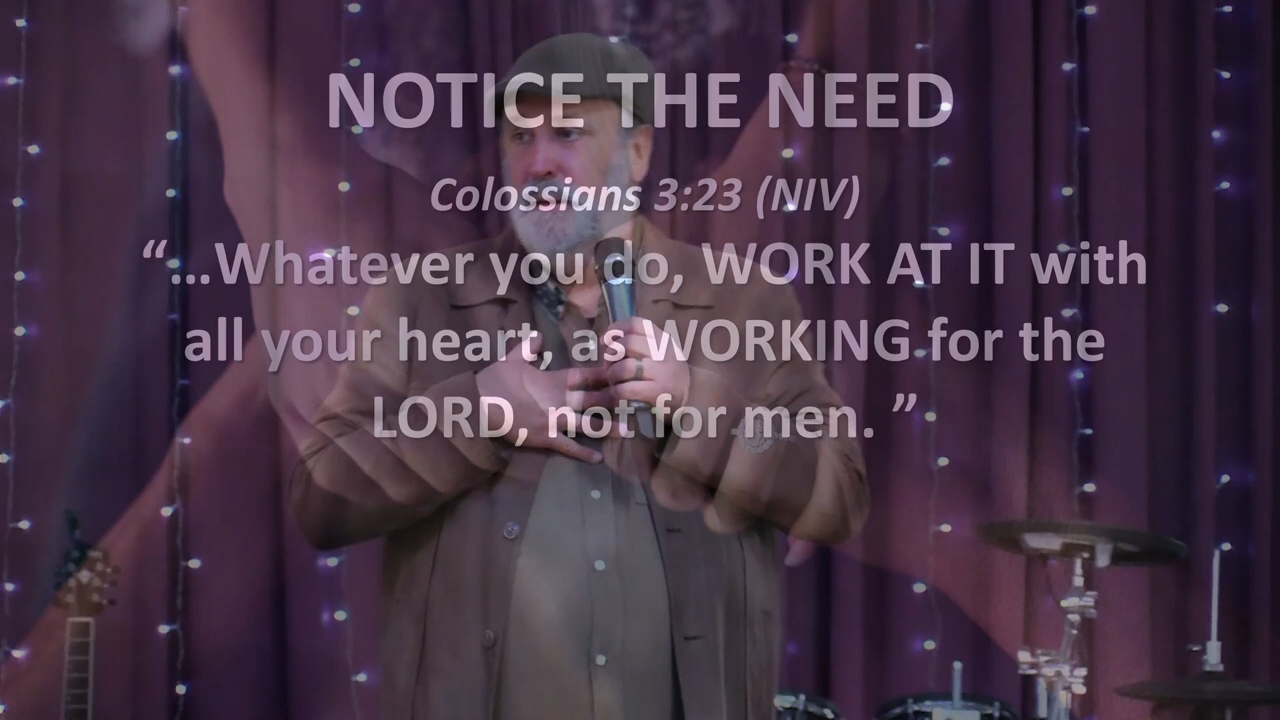 NOTICE THE NEED
Colossians 3:23 (NIV)
“...Whatever you do, WORK AT IT with
all your heart, as WORKING for the
LORD, not for men. ”